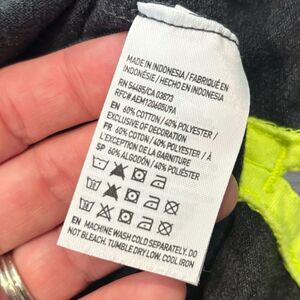 MADE IN INDONESIA / FABRIQUÉ EN
INDONÉSIE / HECHO EN INDONESIA
RN 54485/CA 03873
RFC# AEM120605U9A
EN 60% COTTON / 40% POLYESTER /
EXCLUSIVE OF DECORATION
FR 60% COTON / 40% POLYESTER / À
L'EXCEPTION DE LA GARNITURE
SP 60% ALGODÓN / 40% POLIÉSTER
EN MACHINE WASH COLD SEPARATELY. DO
NOT BLEACH. TUMBLE DRY LOW. COOL IRON